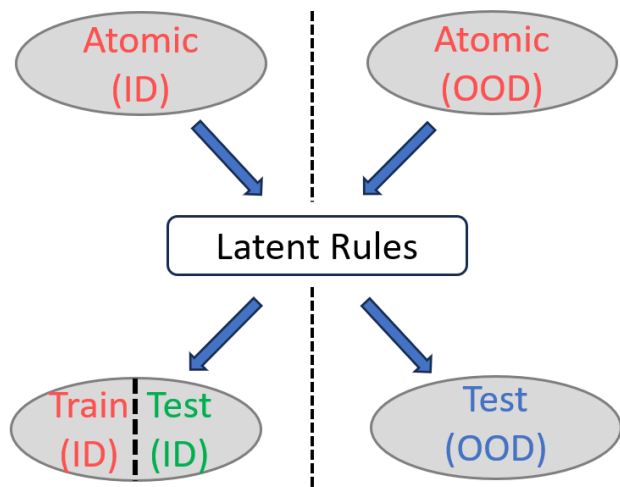 Atomic
(ID)
Atomic
(OOD)
Latent Rules
Train
(ID)
Test
(ID)
Test
(OOD)